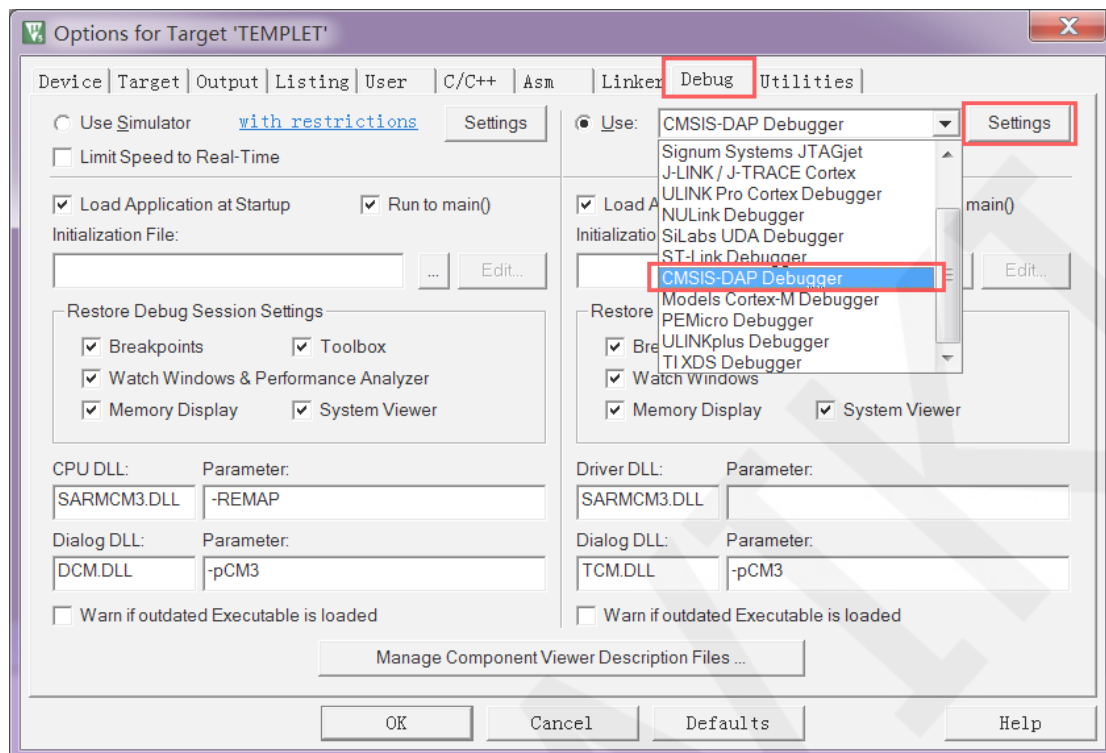 Options for Target 'TEMPLET'
Device Target Output Listing User C/C++ Asm Linker Debug Utilities
Use Simulator with restrictions Settings
Use: CMSIS-DAP Debugger Settings
Limit Speed to Real-Time
Signum Systems JTAGjet
J-LINK / J-TRACE Cortex
ULINK Pro Cortex Debugger
NULink Debugger
SiLabs UDA Debugger
ST-Link Debugger
CMSIS-DAP Debugger
Models Cortex-M Debugger
PEMicro Debugger
ULINKplus Debugger
TI XDS Debugger
Load Application at Startup Run to main()
Load A main()
Initialization File:
Initializatio
... Edit...
Edit...
Restore Debug Session Settings
Restore
Breakpoints Toolbox
Bre
Watch Windows & Performance Analyzer
Watch Windows
Memory Display System Viewer
Memory Display System Viewer
CPU DLL: Parameter:
Driver DLL: Parameter:
SARMCM3.DLL -REMAP
SARMCM3.DLL
Dialog DLL: Parameter:
Dialog DLL: Parameter:
DCM.DLL -pCM3
TCM.DLL -pCM3
Warn if outdated Executable is loaded
Warn if outdated Executable is loaded
Manage Component Viewer Description Files ...
OK Cancel Defaults Help